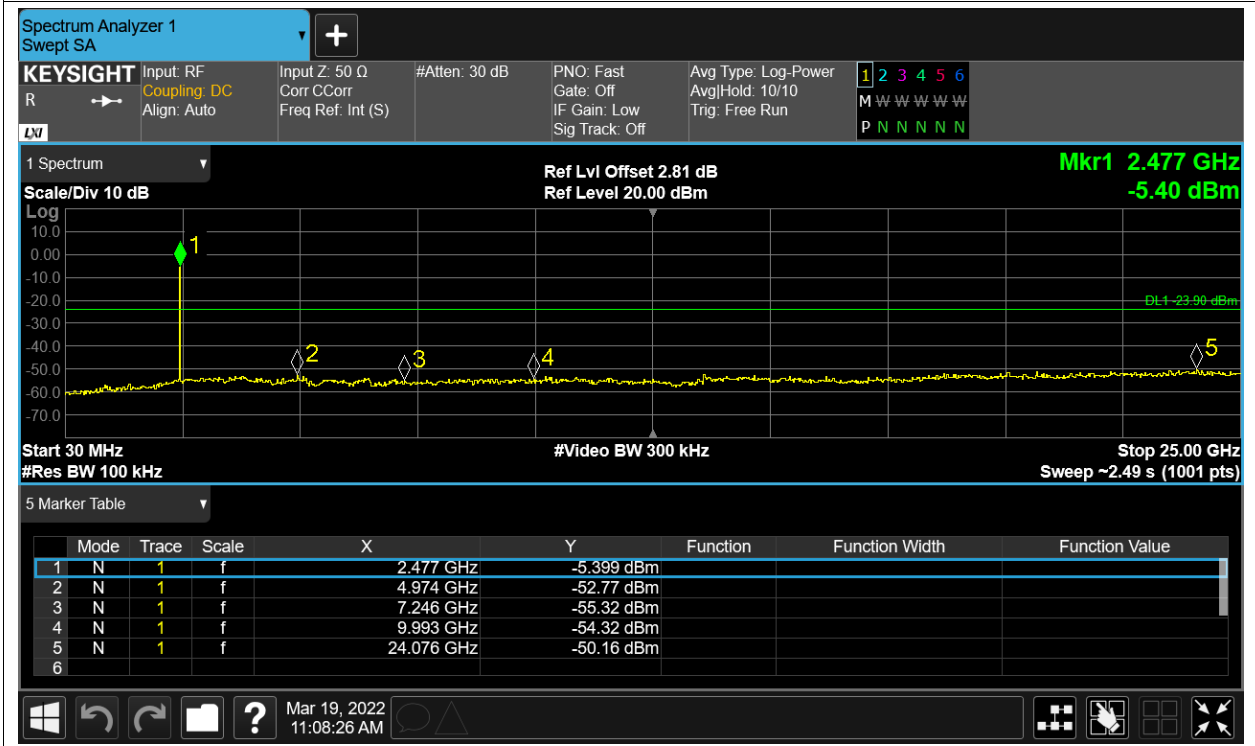 Spectrum Analyzer 1
Swept SA
KEYSIGHT
R
LXI
Input: RF
Coupling: DC
Align: Auto
Input Z: 50 Ω
Corr CCorr
Freq Ref: Int (S)
#Atten: 30 dB
PNO: Fast
Gate: Off
IF Gain: Low
Sig Track: Off
Avg Type: Log-Power
Avg|Hold: 10/10
Trig: Free Run
1 2 3 4 5 6
M W W W W W
P N N N N N
1 Spectrum
Scale/Div 10 dB
Ref Lvl Offset 2.81 dB
Ref Level 20.00 dBm
Mkr1 2.477 GHz
-5.40 dBm
Log
10.0
0.00
-10.0
-20.0
-30.0
-40.0
-50.0
-60.0
-70.0
1
2
3
4
5
DL1 -23.90 dBm
Start 30 MHz
#Video BW 300 kHz
Stop 25.00 GHz
#Res BW 100 kHz
Sweep ~2.49 s (1001 pts)
5 Marker Table
Mode Trace Scale X Y Function Function Width Function Value
1 N 1 f 2.477 GHz -5.399 dBm
2 N 1 f 4.974 GHz -52.77 dBm
3 N 1 f 7.246 GHz -55.32 dBm
4 N 1 f 9.993 GHz -54.32 dBm
5 N 1 f 24.076 GHz -50.16 dBm
6
?
Mar 19, 2022
11:08:26 AM